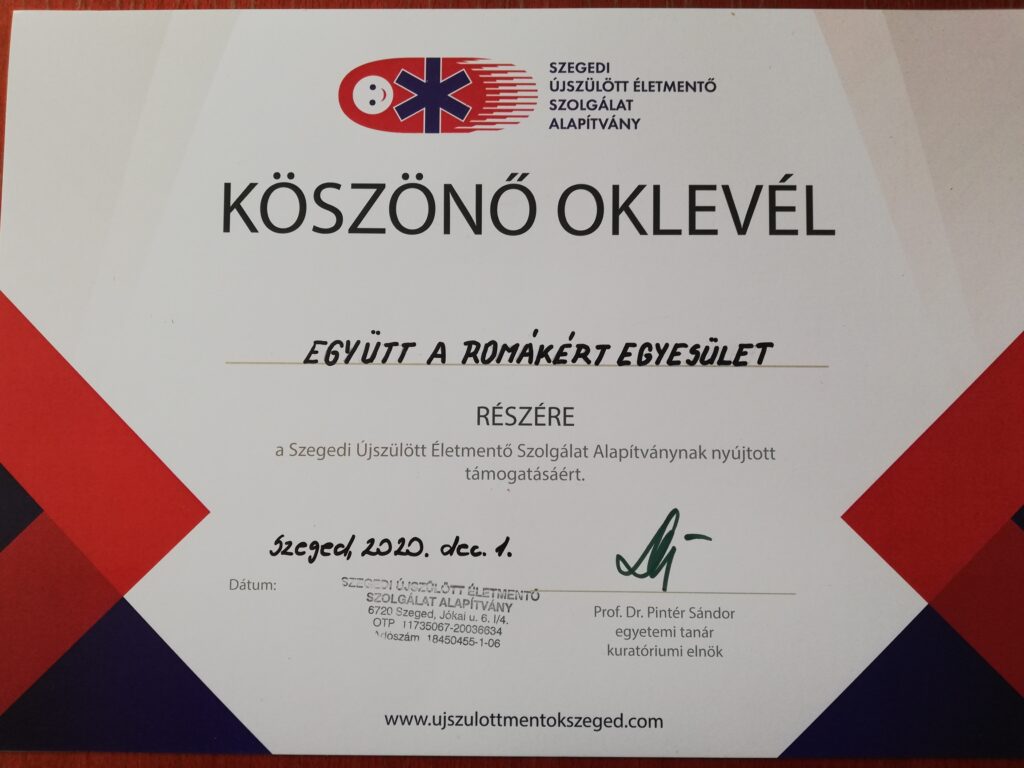 SZEGEDI
ÚJSZÜLÖTT ÉLETMENTŐ
SZOLGÁLAT
ALAPÍTVÁNY
KÖSZÖNŐ OKLEVÉL
EGYÜTT A ROMÁKÉRT EGYESÜLET
RÉSZÉRE
a Szegedi Újszülött Életmentő Szolgálat Alapítványnak nyújtott
támogatásáért.
Szeged, 2020. dec. 1.
Dátum:
SZEGEDI ÚJSZÜLÖTT ÉLETMENTŐ
SZOLGÁLAT ALAPÍTVÁNY
6720 Szeged, Jókai u. 6. I/4.
OTP 11735067-20036634
Adószám 18450455-1-06
Prof. Dr. Pintér Sándor
egyetemi tanár
kuratóriumi elnök
www.ujszulottmentokszeged.com